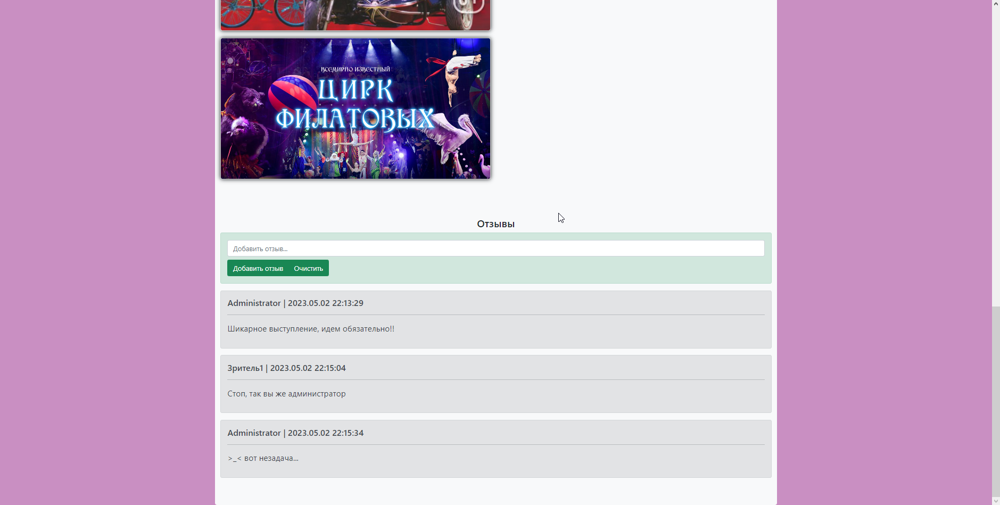 ВСЕМИРНО ИЗВЕСТНЫЙ
ЦИРК
ФИЛАТОВЫХ
Отзывы
Добавить отзыв...
Добавить отзыв Очистить
Administrator | 2023.05.02 22:13:29
Шикарное выступление, идем обязательно!!
Зритель1 | 2023.05.02 22:15:04
Стоп, так вы же администратор
Administrator | 2023.05.02 22:15:34
>_< вот незадача...